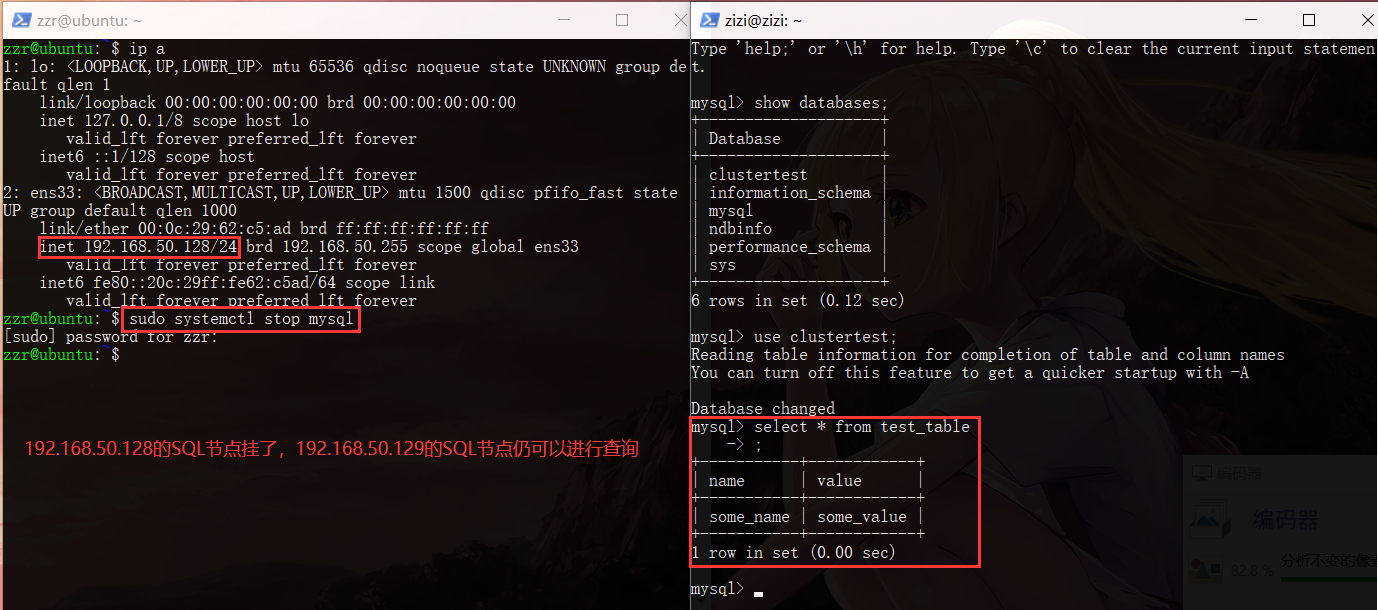 zzr@ubuntu: ~
zzr@ubuntu:~$ ip a
1: lo: <LOOPBACK,UP,LOWER_UP> mtu 65536 qdisc noqueue state UNKNOWN group de
fault qlen 1
    link/loopback 00:00:00:00:00:00 brd 00:00:00:00:00:00
    inet 127.0.0.1/8 scope host lo
       valid_lft forever preferred_lft forever
    inet6 ::1/128 scope host
       valid_lft forever preferred_lft forever
2: ens33: <BROADCAST,MULTICAST,UP,LOWER_UP> mtu 1500 qdisc pfifo_fast state
UP group default qlen 1000
    link/ether 00:0c:29:62:c5:ad brd ff:ff:ff:ff:ff:ff
    inet 192.168.50.128/24 brd 192.168.50.255 scope global ens33
       valid_lft forever preferred_lft forever
    inet6 fe80::20c:29ff:fe62:c5ad/64 scope link
       valid_lft forever preferred_lft forever
zzr@ubuntu:~$ sudo systemctl stop mysql
[sudo] password for zzr:
zzr@ubuntu:~$
192.168.50.128的SQL节点挂了，192.168.50.129的SQL节点仍可以进行查询
zizi@zizi: ~
Type 'help;' or '\h' for help. Type '\c' to clear the current input statemen
t.
mysql> show databases;
+--------------------+
| Database           |
+--------------------+
| clustertest        |
| information_schema |
| mysql              |
| ndbinfo            |
| performance_schema |
| sys                |
+--------------------+
6 rows in set (0.12 sec)
mysql> use clustertest;
Reading table information for completion of table and column names
You can turn off this feature to get a quicker startup with -A
Database changed
mysql> select * from test_table
    -> ;
+-----------+------------+
| name      | value      |
+-----------+------------+
| some_name | some_value |
+-----------+------------+
1 row in set (0.00 sec)
mysql>
编码器
编码器
分析不变的像素
82.8 %